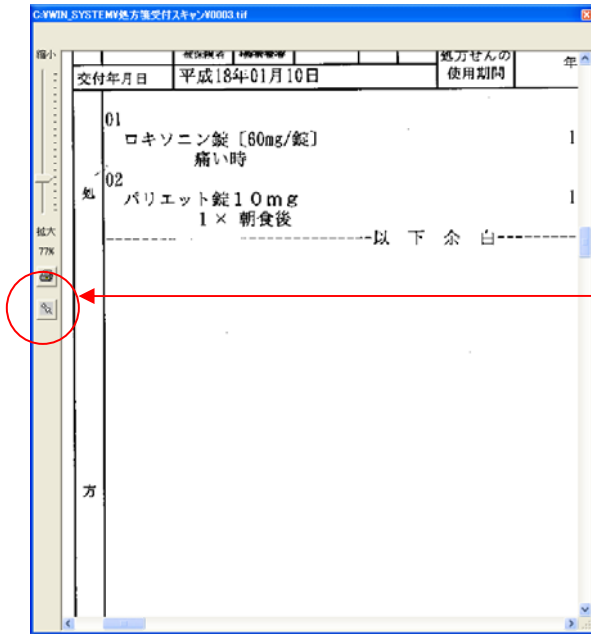 C:¥WIN_SYSTEM¥処方箋受付スキャン¥0003.tif
縮小
拡大
77%
被保険者
処方せんの
使用期間
年
交付年月日
平成18年01月10日
処
01
ロキソニン錠〔60mg/錠〕 1
痛い時
02
パリエット錠10mg 1
1× 朝食後
------------------以 下 余 白---------
方